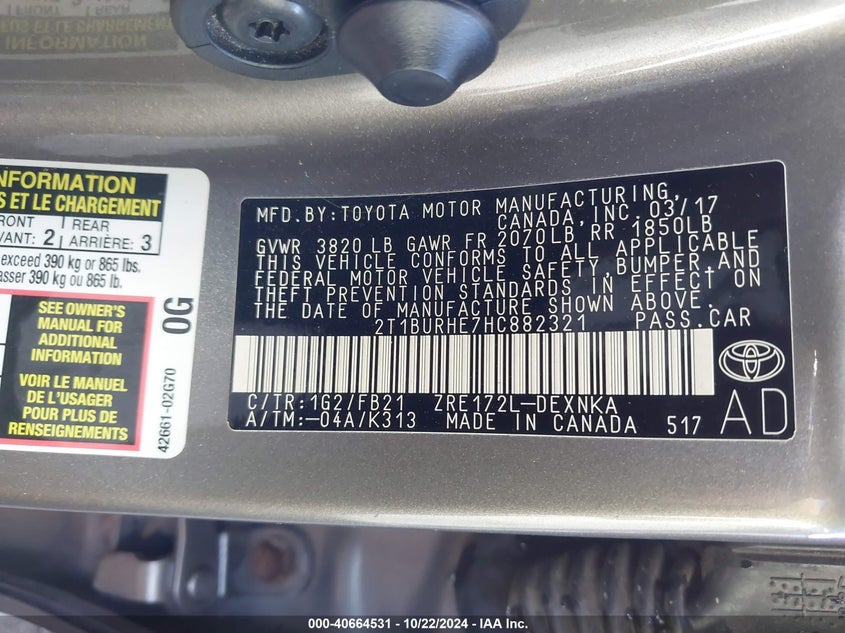 NFORMATION
S ET LE CHARGEMENT
FRONT
VANT: 2
REAR
ARRIÈRE: 3
exceed 390 kg or 865 lbs.
asser 390 kg ou 865 lb.
SEE OWNER'S
MANUAL FOR
ADDITIONAL
INFORMATION
VOIR LE MANUEL
DE L'USAGER
POUR PLUS DE
RENSEIGNEMENTS
0G
42661-02G70
MFD.BY:TOYOTA MOTOR MANUFACTURING,
CANADA,INC. 03/17
GVWR 3820 LB GAWR FR 2070LB, RR 1850LB
THIS VEHICLE CONFORMS TO ALL APPLICABLE
FEDERAL MOTOR VEHICLE SAFETY,BUMPER,AND
THEFT PREVENTION STANDARDS IN EFFECT ON
THE DATE OF MANUFACTURE SHOWN ABOVE.
2T1BURHE7HC882321 PASS.CAR
C/TR:1G2/FB21 ZRE172L-DEXNKA
A/TM:-04A/K313 MADE IN CANADA 517
AD
000-40664531 - 10/22/2024 - IAA Inc.